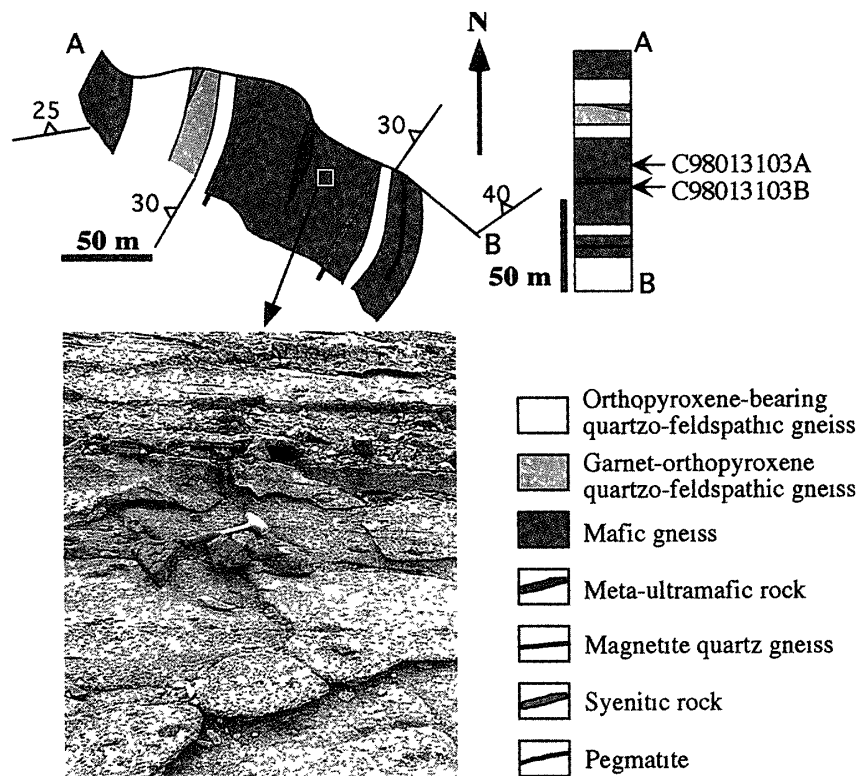 A
N
A
25
30
C98013103A
C98013103B
30
40
50 m
B
50 m
B
Orthopyroxene-bearing
quartzo-feldspathic gneiss
Garnet-orthopyroxene
quartzo-feldspathic gneiss
Mafic gneiss
Meta-ultramafic rock
Magnetite quartz gneiss
Syenitic rock
Pegmatite